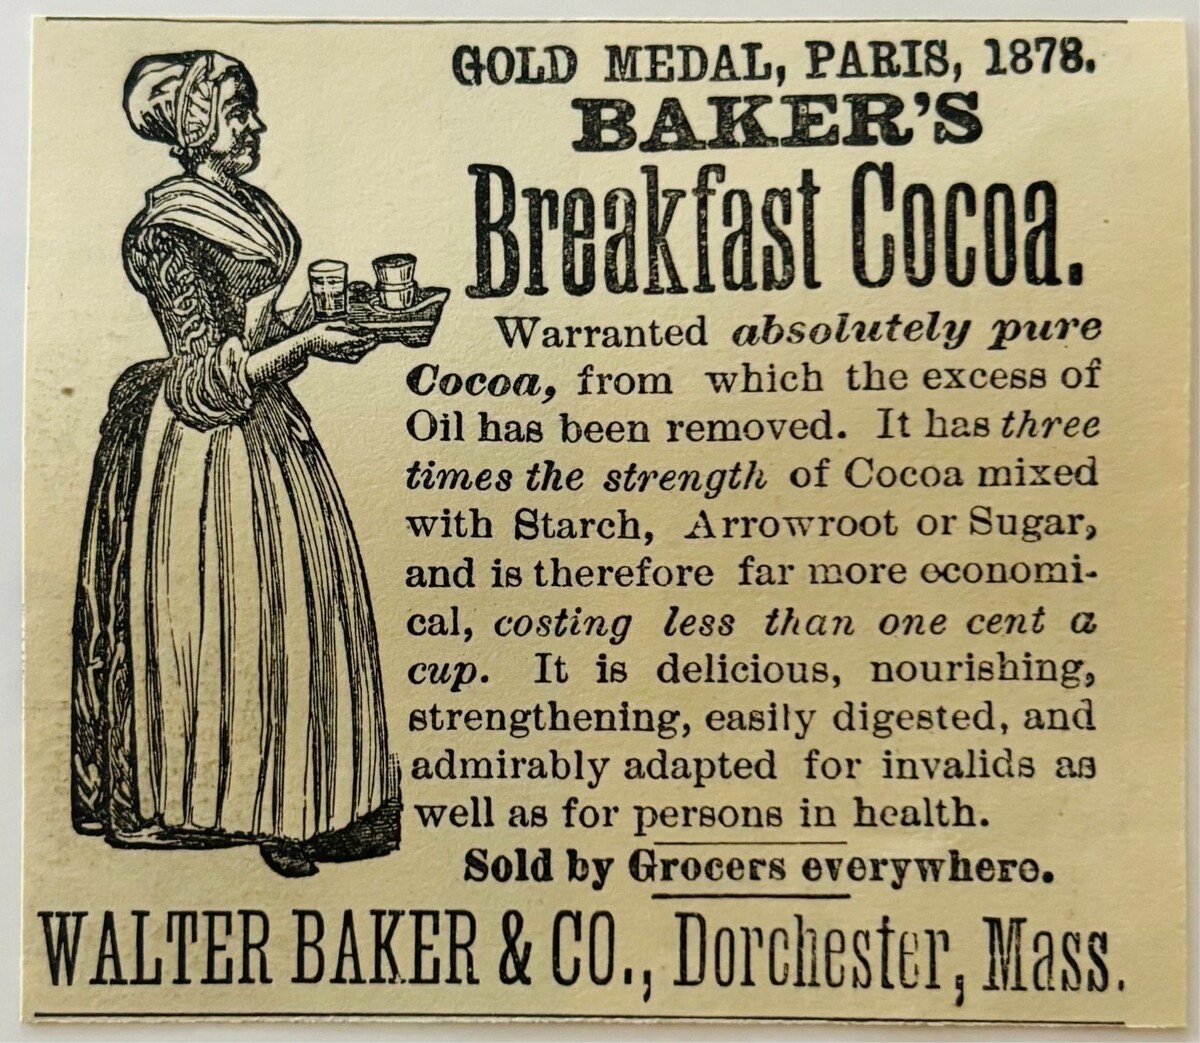 GOLD MEDAL, PARIS, 1878.
BAKER'S
Breakfast Cocoa.
Warranted absolutely pure
Cocoa, from which the excess of
Oil has been removed. It has three
times the strength of Cocoa mixed
with Starch, Arrowroot or Sugar,
and is therefore far more economi-
cal, costing less than one cent a
cup. It is delicious, nourishing,
strengthening, easily digested, and
admirably adapted for invalids as
well as for persons in health.
Sold by Grocers everywhere.
WALTER BAKER & CO., Dorchester, Mass.